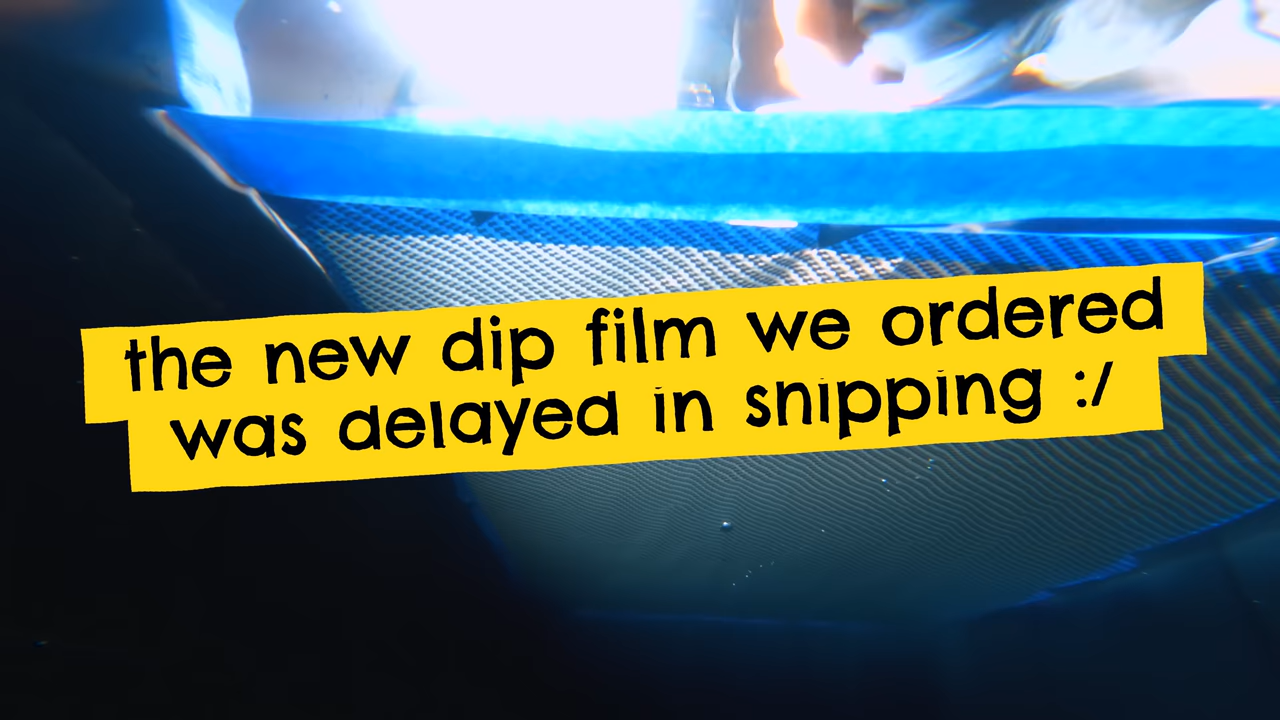 the new dip film we ordered
was delayed in shipping :/